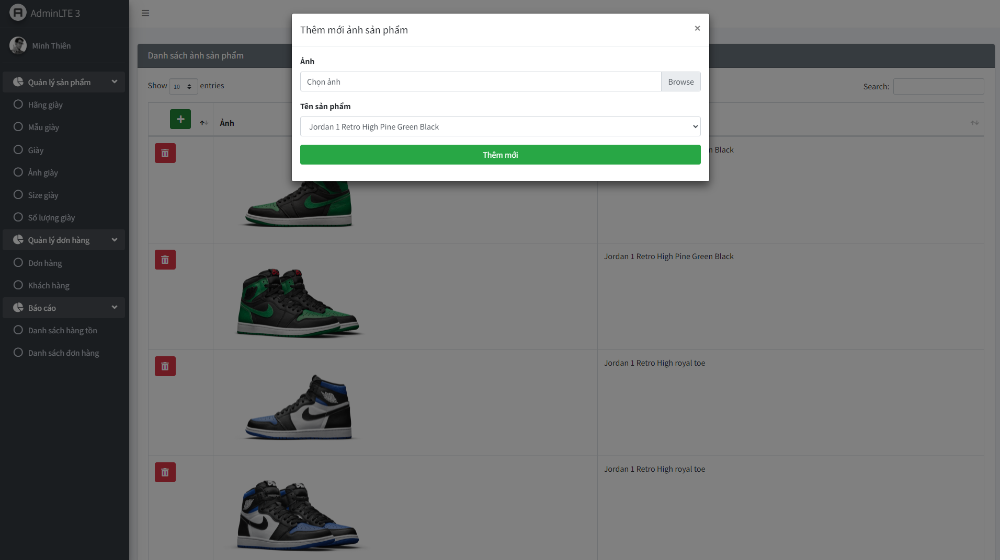 AdminLTE 3
Minh Thiên
Quản lý sản phẩm
Hãng giày
Mẫu giày
Giày
Ảnh giày
Size giày
Số lượng giày
Quản lý đơn hàng
Đơn hàng
Khách hàng
Báo cáo
Danh sách hàng tồn
Danh sách đơn hàng
Thêm mới ảnh sản phẩm
×
Ảnh
Chọn ảnh Browse
Tên sản phẩm
Jordan 1 Retro High Pine Green Black
Thêm mới
Danh sách ảnh sản phẩm
Show 10 entries
Search:
Ảnh
n Black
Jordan 1 Retro High Pine Green Black
Jordan 1 Retro High royal toe
Jordan 1 Retro High royal toe